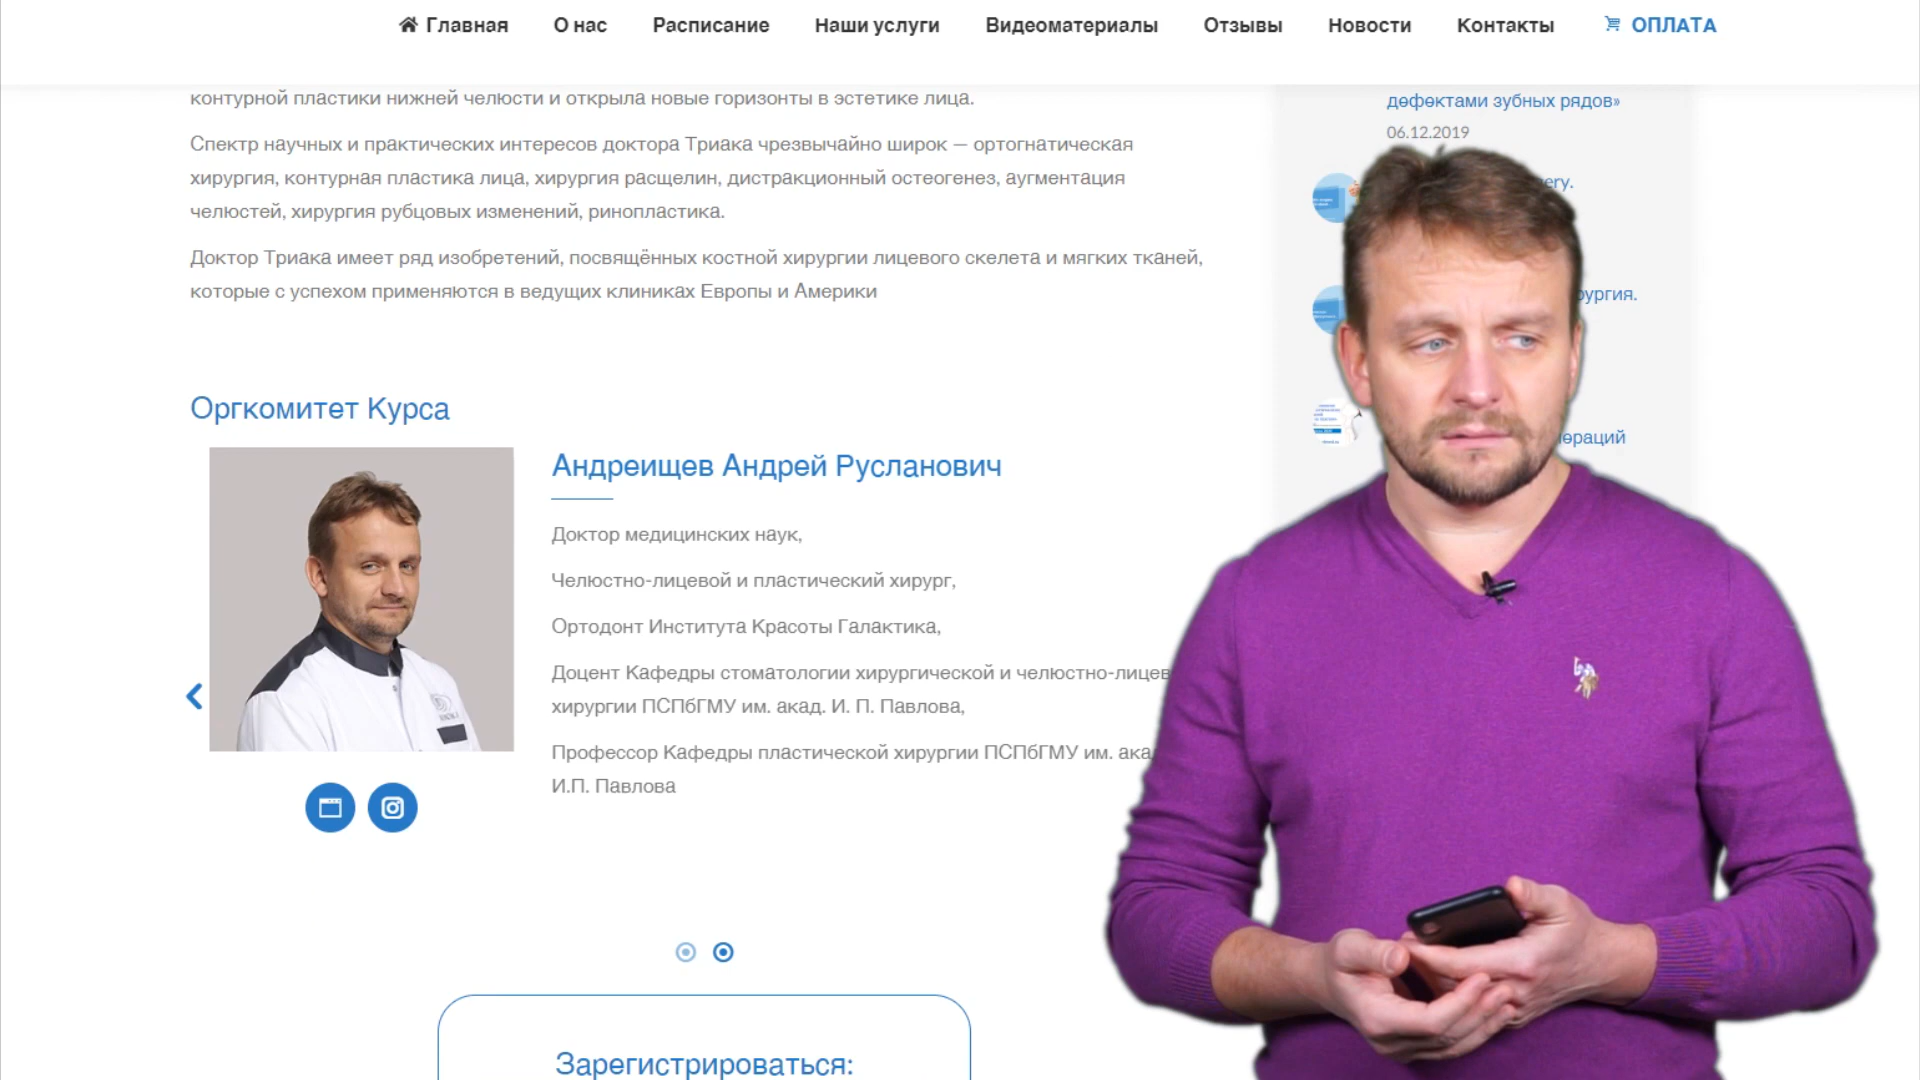 Главная О нас Расписание Наши услуги Видеоматериалы Отзывы Новости Контакты ОПЛАТА
контурной пластики нижней челюсти и открыла новые горизонты в эстетике лица.
Спектр научных и практических интересов доктора Триака чрезвычайно широк — ортогнатическая
хирургия, контурная пластика лица, хирургия расщелин, дистракционный остеогенез, аугментация
челюстей, хирургия рубцовых изменений, ринопластика.
Доктор Триака имеет ряд изобретений, посвящённых костной хирургии лицевого скелета и мягких тканей,
которые с успехом применяются в ведущих клиниках Европы и Америки
Оргкомитет Курса
Андреищев Андрей Русланович
Доктор медицинских наук,
Челюстно-лицевой и пластический хирург,
Ортодонт Института Красоты Галактика,
Доцент Кафедры стоматологии хирургической и челюстно-лицев
хирургии ПСПбГМУ им. акад. И. П. Павлова,
Профессор Кафедры пластической хирургии ПСПбГМУ им. ака
И.П. Павлова
Зарегистрироваться:
дефектами зубных рядов»
06.12.2019
ery.
ургия.
пераций